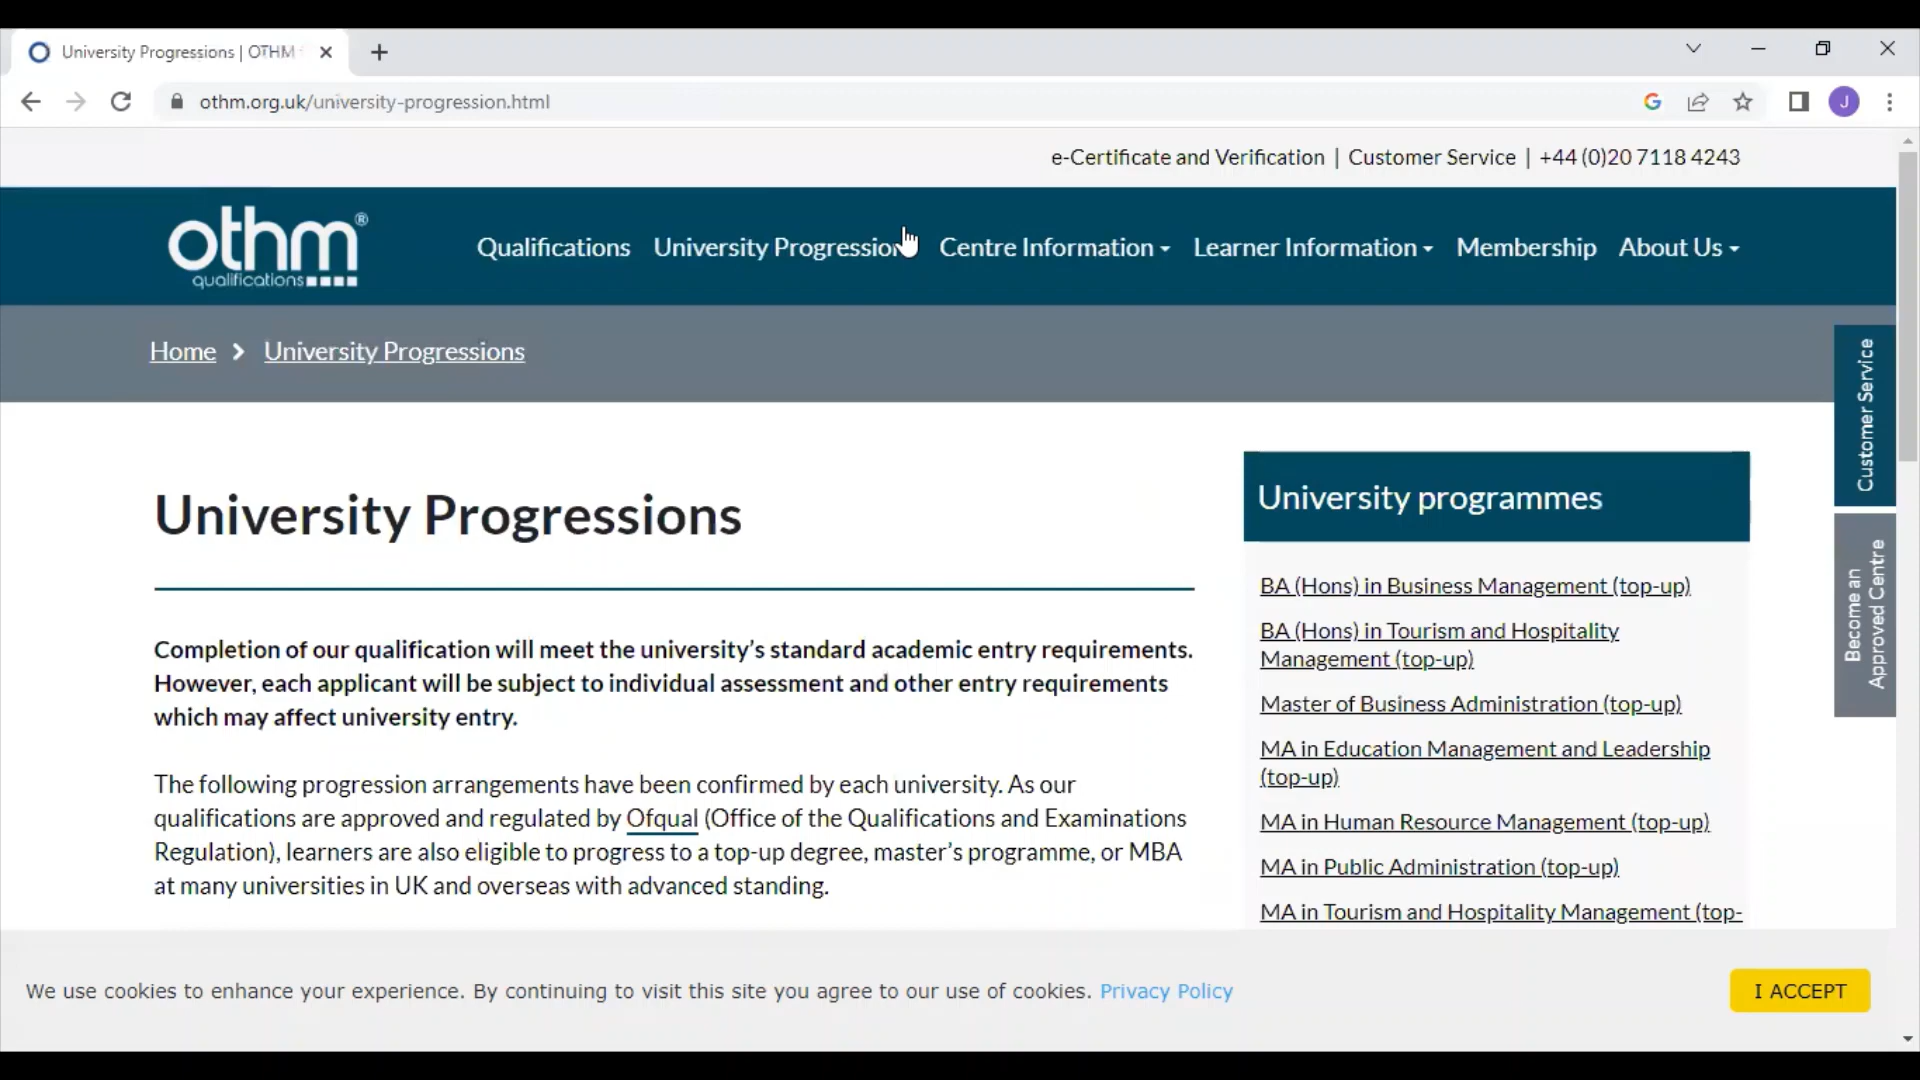 University Progressions | OTHM
othm.org.uk/university-progression.html
J
e-Certificate and Verification | Customer Service | +44 (0)20 7118 4243
othm®
qualifications
Qualifications University Progression Centre Information Learner Information Membership About Us
Home > University Progressions
Customer Service
Become an
Approved Centre
University Progressions
Completion of our qualification will meet the university’s standard academic entry requirements.
However, each applicant will be subject to individual assessment and other entry requirements
which may affect university entry.
The following progression arrangements have been confirmed by each university. As our
qualifications are approved and regulated by Ofqual (Office of the Qualifications and Examinations
Regulation), learners are also eligible to progress to a top-up degree, master’s programme, or MBA
at many universities in UK and overseas with advanced standing.
University programmes
BA (Hons) in Business Management (top-up)
BA (Hons) in Tourism and Hospitality
Management (top-up)
Master of Business Administration (top-up)
MA in Education Management and Leadership
(top-up)
MA in Human Resource Management (top-up)
MA in Public Administration (top-up)
MA in Tourism and Hospitality Management (top-
We use cookies to enhance your experience. By continuing to visit this site you agree to our use of cookies. Privacy Policy
I ACCEPT